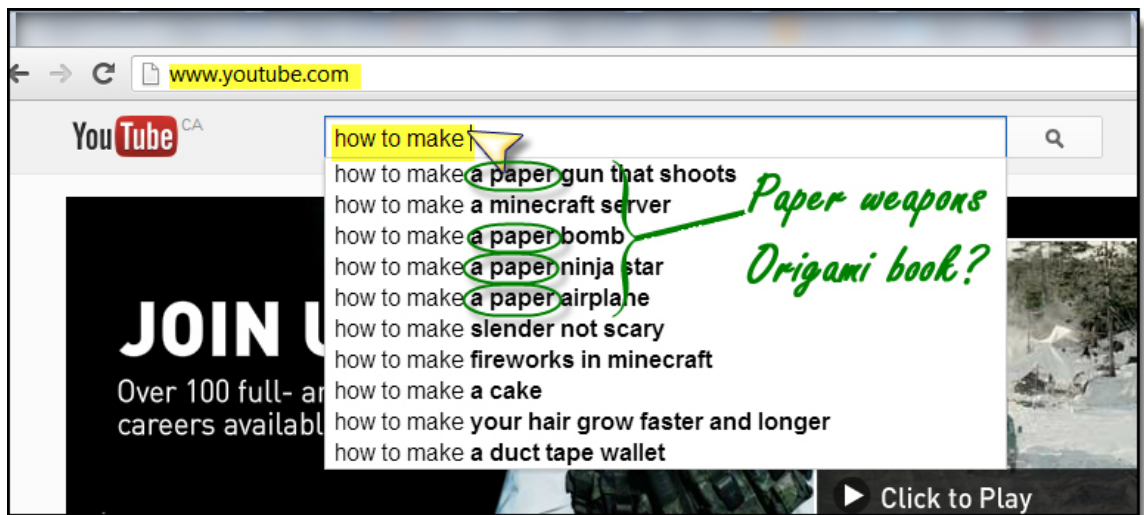 www.youtube.com
YouTube CA
how to make
how to make a paper gun that shoots
how to make a minecraft server
how to make a paper bomb
how to make a paper ninja star
how to make a paper airplane
how to make slender not scary
how to make fireworks in minecraft
how to make a cake
how to make your hair grow faster and longer
how to make a duct tape wallet
Paper weapons
Origami book?
JOIN
Over 100 full- an
careers availabl
Click to Play